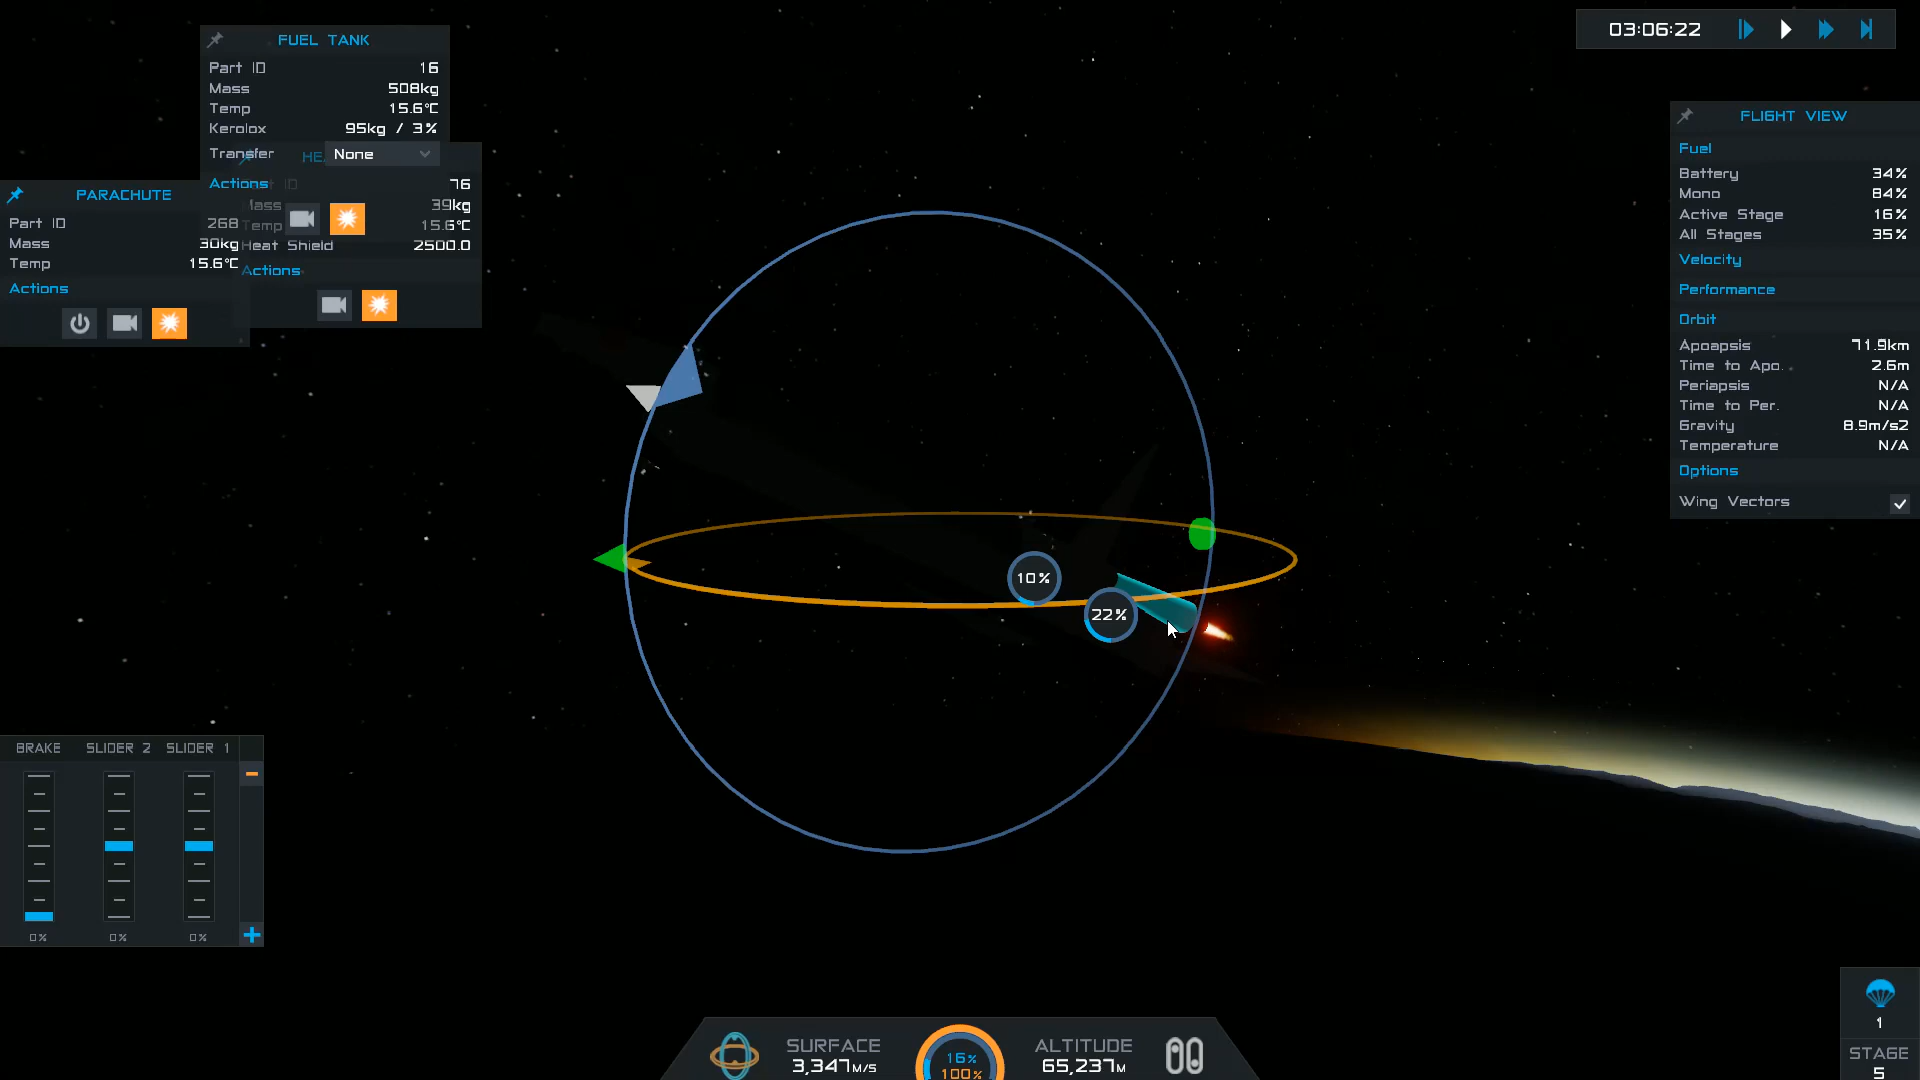 03:06:22
FUEL TANK
Part ID 16
Mass 508kg
Temp 15.6°C
Kerolox 95kg / 3%
Transfer None
Actions
PARACHUTE
Part ID 268
Mass 30kg
Temp 15.6°C
Actions
HE
ID 76
Mass 39kg
Temp 15.6°C
Heat Shield 2500.0
Actions
FLIGHT VIEW
Fuel
Battery 34%
Mono 84%
Active Stage 16%
All Stages 35%
Velocity
Performance
Orbit
Apoapsis 71.9km
Time to Apo. 2.6m
Periapsis N/A
Time to Per. N/A
Gravity 8.9m/s2
Temperature N/A
Options
Wing Vectors
10%
22%
BRAKE SLIDER 2 SLIDER 1
0% 0% 0%
SURFACE
3,347M/S
16%
100%
ALTITUDE
65,237M
1
STAGE
5